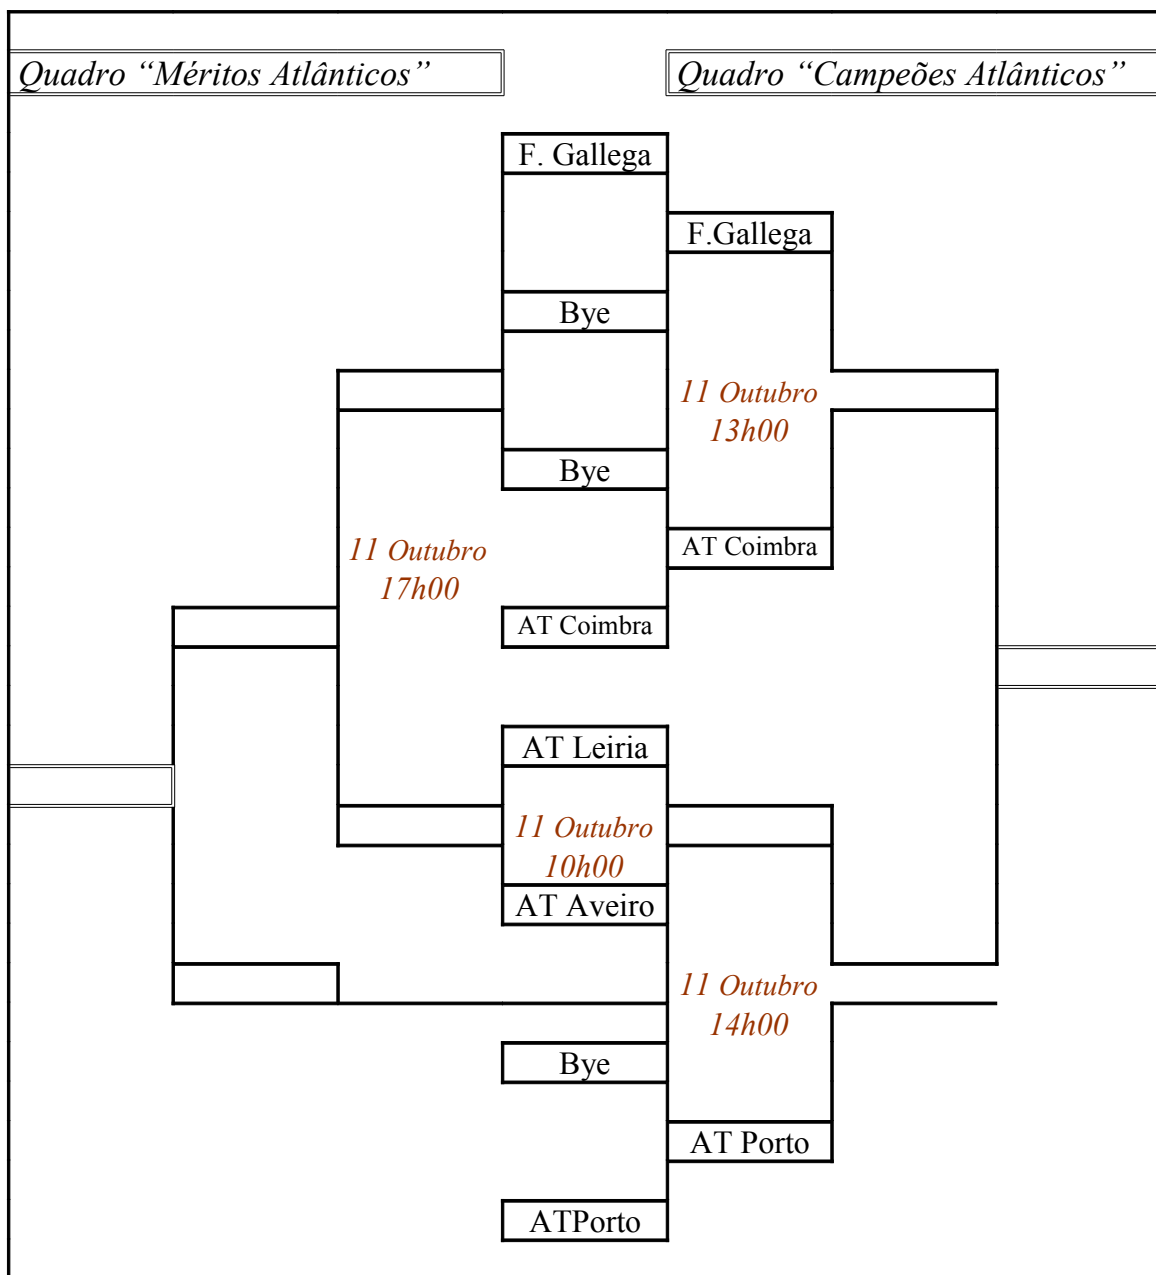 Quadro “Méritos Atlânticos”
Quadro “Campeões Atlânticos”
F. Gallega
F.Gallega
Bye
11 Outubro
13h00
Bye
AT Coimbra
11 Outubro
17h00
AT Coimbra
AT Leiria
11 Outubro
10h00
AT Aveiro
11 Outubro
14h00
Bye
AT Porto
ATPorto